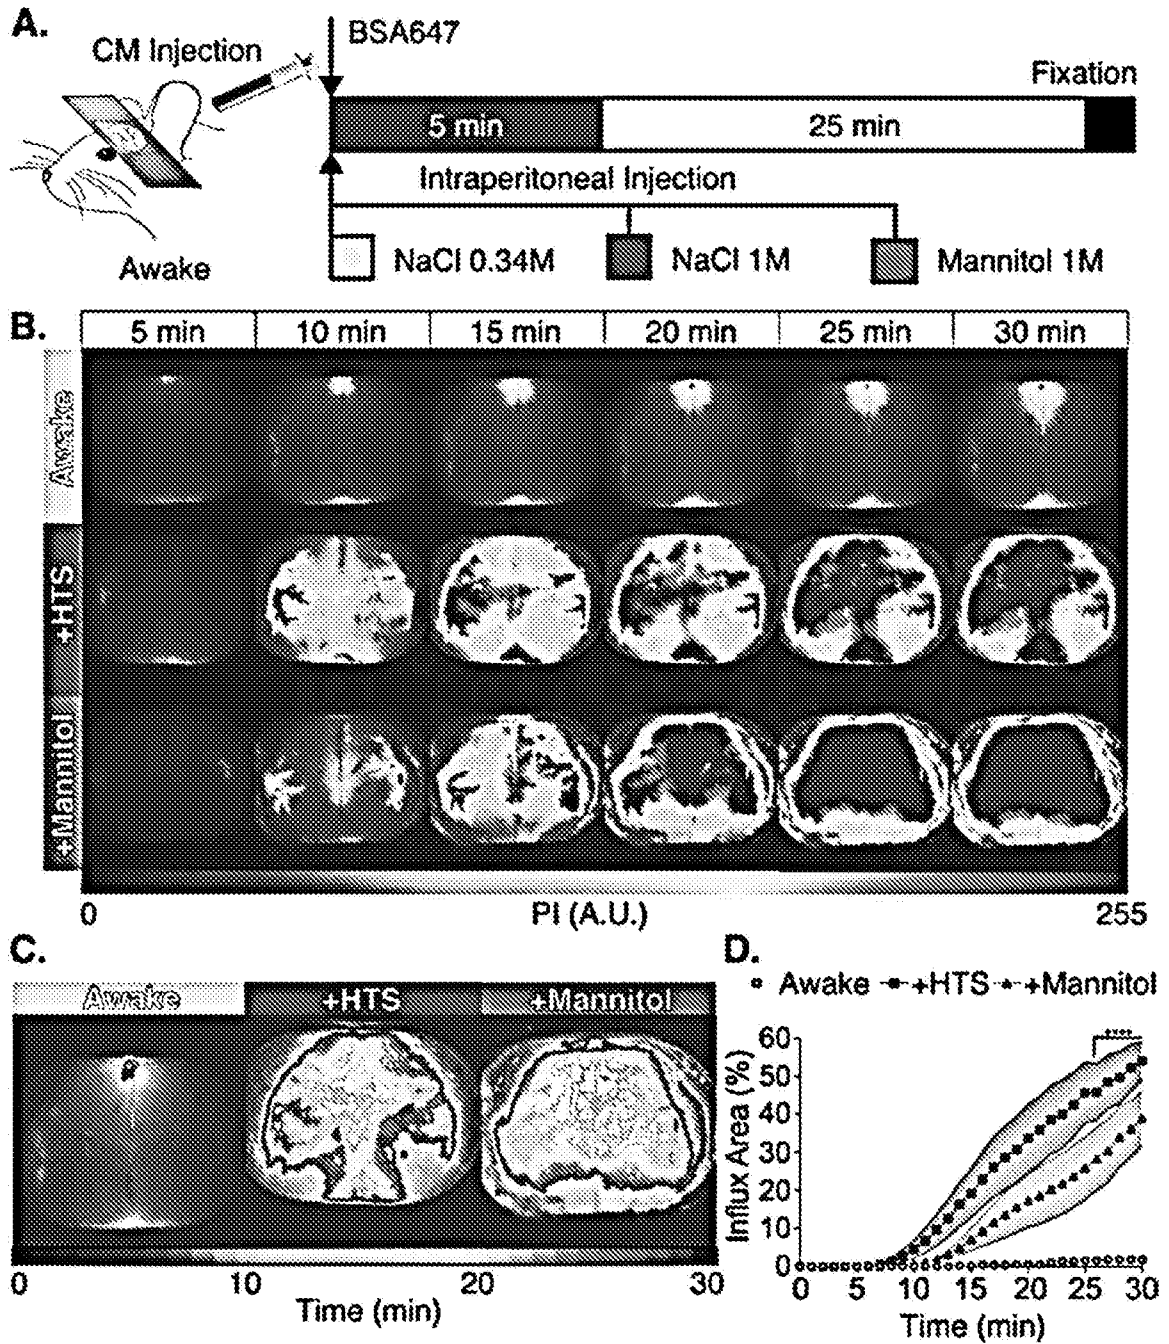 A.
CM Injection
BSA647
Fixation
5 min
25 min
Intraperitoneal Injection
Awake
NaCl 0.34M
NaCl 1M
Mannitol 1M
B.
5 min
10 min
15 min
20 min
25 min
30 min
Awake
+HTS
+Mannitol
0
PI (A.U.)
255
C.
Awake
+HTS
+Mannitol
0
10
20
30
Time (min)
D.
Awake
+HTS
+Mannitol
Influx Area (%)
60
50
40
30
20
10
0
****
0
5
10
15
20
25
30
Time (min)